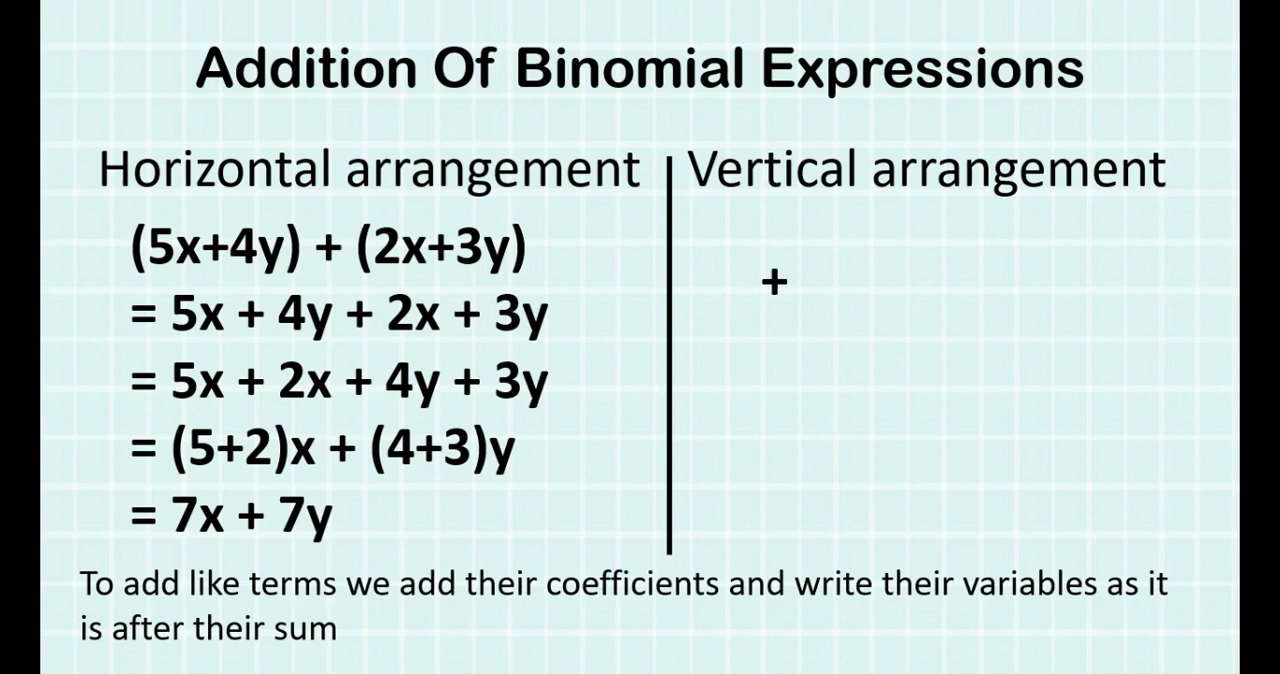 Addition Of Binomial Expressions
Horizontal arrangement
(5x+4y) + (2x+3y)
= 5x + 4y + 2x + 3y
= 5x + 2x + 4y + 3y
= (5+2)x + (4+3)y
= 7x + 7y
Vertical arrangement
+
To add like terms we add their coefficients and write their variables as it
is after their sum